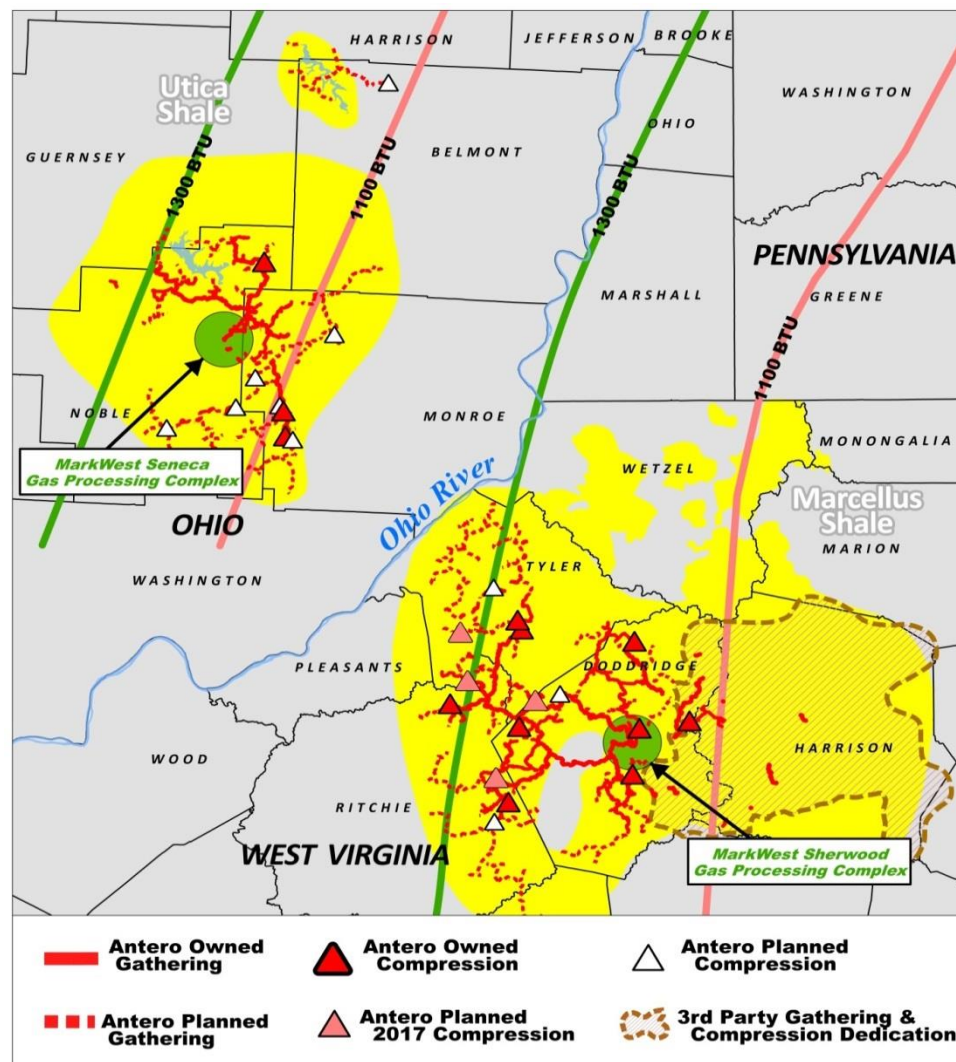 HARRISON
JEFFERSON
BROOKE
Utica
Shale
WASHINGTON
OHIO
GUERNSEY
BELMONT
1300 BTU
1100 BTU
1300 BTU
PENNSYLVANIA
MARSHALL
GREENE
1100 BTU
NOBLE
MONROE
MarkWest Seneca
Gas Processing Complex
WETZEL
MONONGALIA
Marcellus
Shale
OHIO
Ohio River
MARION
WASHINGTON
TYLER
PLEASANTS
DODDRIDGE
WOOD
HARRISON
RITCHIE
WEST VIRGINIA
MarkWest Sherwood
Gas Processing Complex
Antero Owned
Gathering
Antero Owned
Compression
Antero Planned
Compression
Antero Planned
Gathering
Antero Planned
2017 Compression
3rd Party Gathering &
Compression Dedication